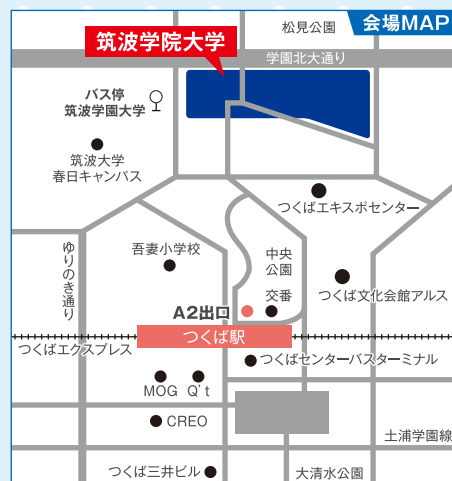 松見公園
会場MAP
筑波学院大学
学園北大通り
バス停
筑波学園大学
筑波大学
春日キャンパス
つくばエキスポセンター
ゆりのき通り
吾妻小学校
中央
公園
つくば文化会館アルス
交番
A2出口
つくば駅
つくばエクスプレス
つくばセンターバスターミナル
MOG
Q't
CREO
土浦学園線
つくば三井ビル
大清水公園